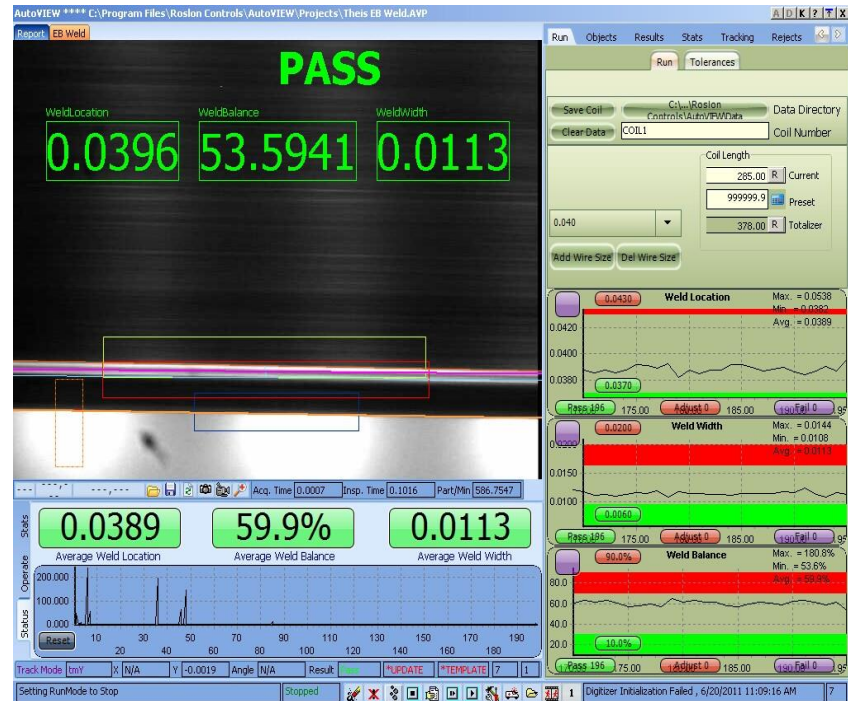 AutoVIEW **** C:\Program Files\Roslon Controls\AutoVIEW\Projects\Theis EB Weld.AVP
A D K ? T X
Report EB Weld
PASS
WeldLocation WeldBalance WeldWidth
0.0396 53.5941 0.0113
Acq. Time 0.0007 Insp. Time 0.1016 Part/Min 586.7547
Stats
Operate
Status
0.0389 59.9% 0.0113
Average Weld Location Average Weld Balance Average Weld Width
200.000
100.000
0.000
Reset 10 30 50 70 90 110 130 150 170 190
20 40 60 80 100 120 140 160 180
Track Mode tmY X N/A Y -0.0019 Angle N/A Result Pass *UPDATE *TEMPLATE 7 1
Run Objects Results Stats Tracking Rejects
Run Tolerances
Save Coil C:\...\Roslon Controls\AutoVIEW\Data Data Directory
Clear Data COIL1 Coil Number
Coil Length
285.00 R Current
999999.9 Preset
378.00 R Totalizer
0.040
Add Wire Size Del Wire Size
0.0430 Weld Location Max. = 0.0538
Min. = 0.0382
Avg. = 0.0389
0.0420
0.0400
0.0380
0.0370
Pass 196 175.00 Adjust 0 185.00 Fail 0 195
0.0200 Weld Width Max. = 0.0144
Min. = 0.0108
Avg. = 0.0113
0.0200
0.0150
0.0100
0.0060
Pass 196 175.00 Adjust 0 185.00 Fail 0 195
90.0% Weld Balance Max. = 180.8%
Min. = 53.6%
Avg. = 59.9%
80.0
60.0
40.0
20.0
10.0%
Pass 196 175.00 Adjust 0 185.00 Fail 0 195
Setting RunMode to Stop Stopped 1 Digitizer Initialization Failed , 6/20/2011 11:09:16 AM 7